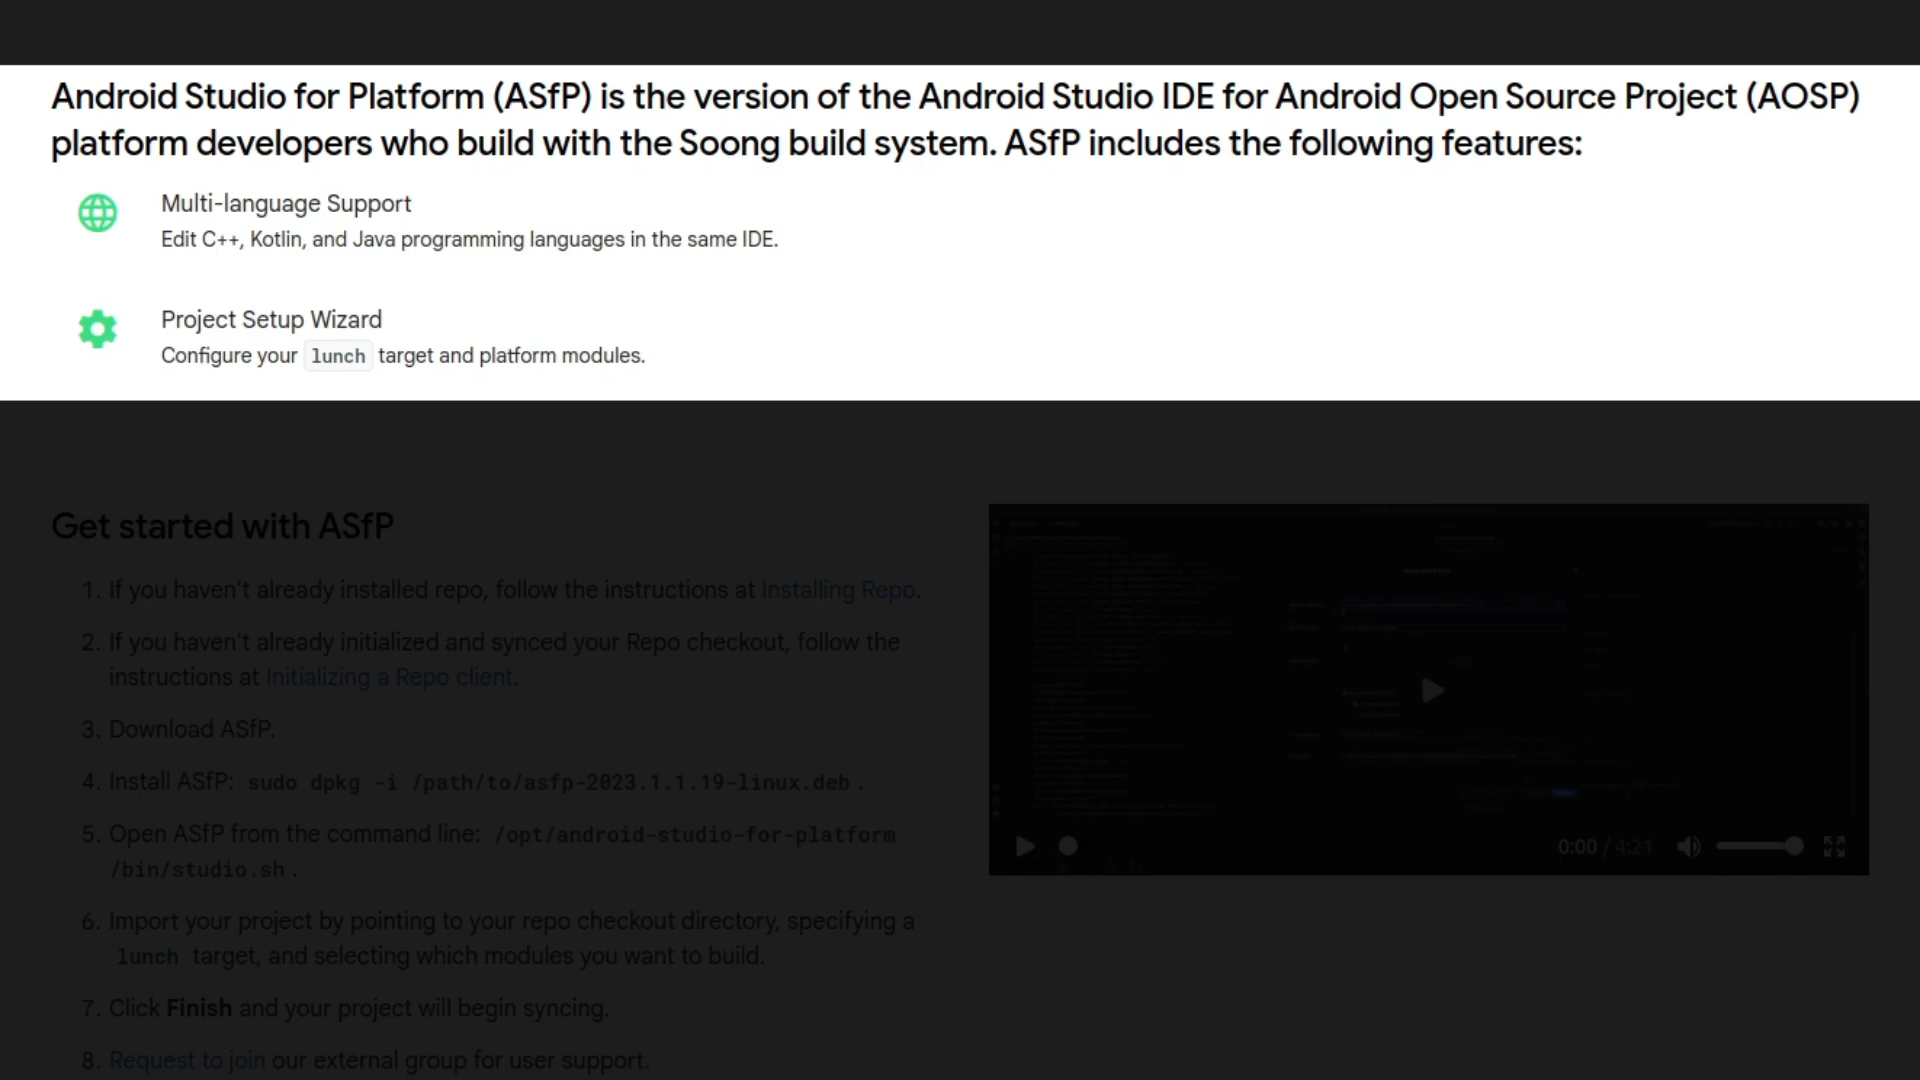 Android Studio for Platform (ASfP) is the version of the Android Studio IDE for Android Open Source Project (AOSP)
platform developers who build with the Soong build system. ASfP includes the following features:
Multi-language Support
Edit C++, Kotlin, and Java programming languages in the same IDE.
Project Setup Wizard
Configure your lunch target and platform modules.
Get started with ASfP
1. If you haven't already installed repo, follow the instructions at Installing Repo.
2. If you haven't already initialized and synced your Repo checkout, follow the
instructions at Initializing a Repo client.
3. Download ASfP.
4. Install ASfP: sudo dpkg -i /path/to/asfp-2023.1.1.19-linux.deb.
5. Open ASfP from the command line: /opt/android-studio-for-platform
/bin/studio.sh.
6. Import your project by pointing to your repo checkout directory, specifying a
lunch target, and selecting which modules you want to build.
7. Click Finish and your project will begin syncing.
8. Request to join our external group for user support.
0:00 / 4:21